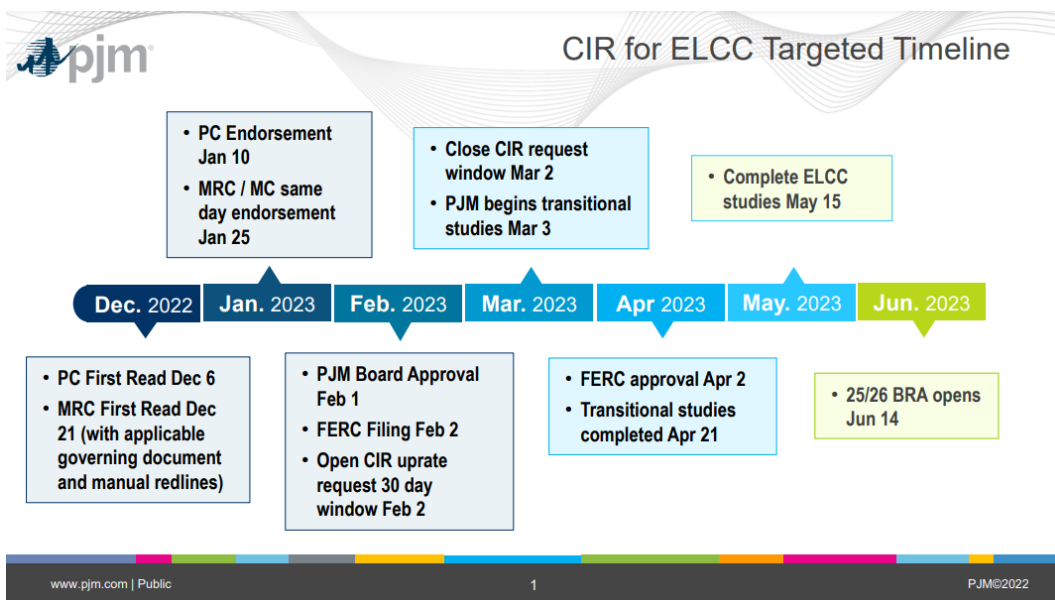 pjm
CIR for ELCC Targeted Timeline
• PC Endorsement
Jan 10
• MRC / MC same
day endorsement
Jan 25
• Close CIR request
window Mar 2
• PJM begins transitional
studies Mar 3
• Complete ELCC
studies May 15
Dec. 2022
Jan. 2023
Feb. 2023
Mar. 2023
Apr 2023
May. 2023
Jun. 2023
• PC First Read Dec 6
• MRC First Read Dec
21 (with applicable
governing document
and manual redlines)
• PJM Board Approval
Feb 1
• FERC Filing Feb 2
• Open CIR uprate
request 30 day
window Feb 2
• FERC approval Apr 2
• Transitional studies
completed Apr 21
• 25/26 BRA opens
Jun 14
www.pjm.com | Public
1
PJM©2022